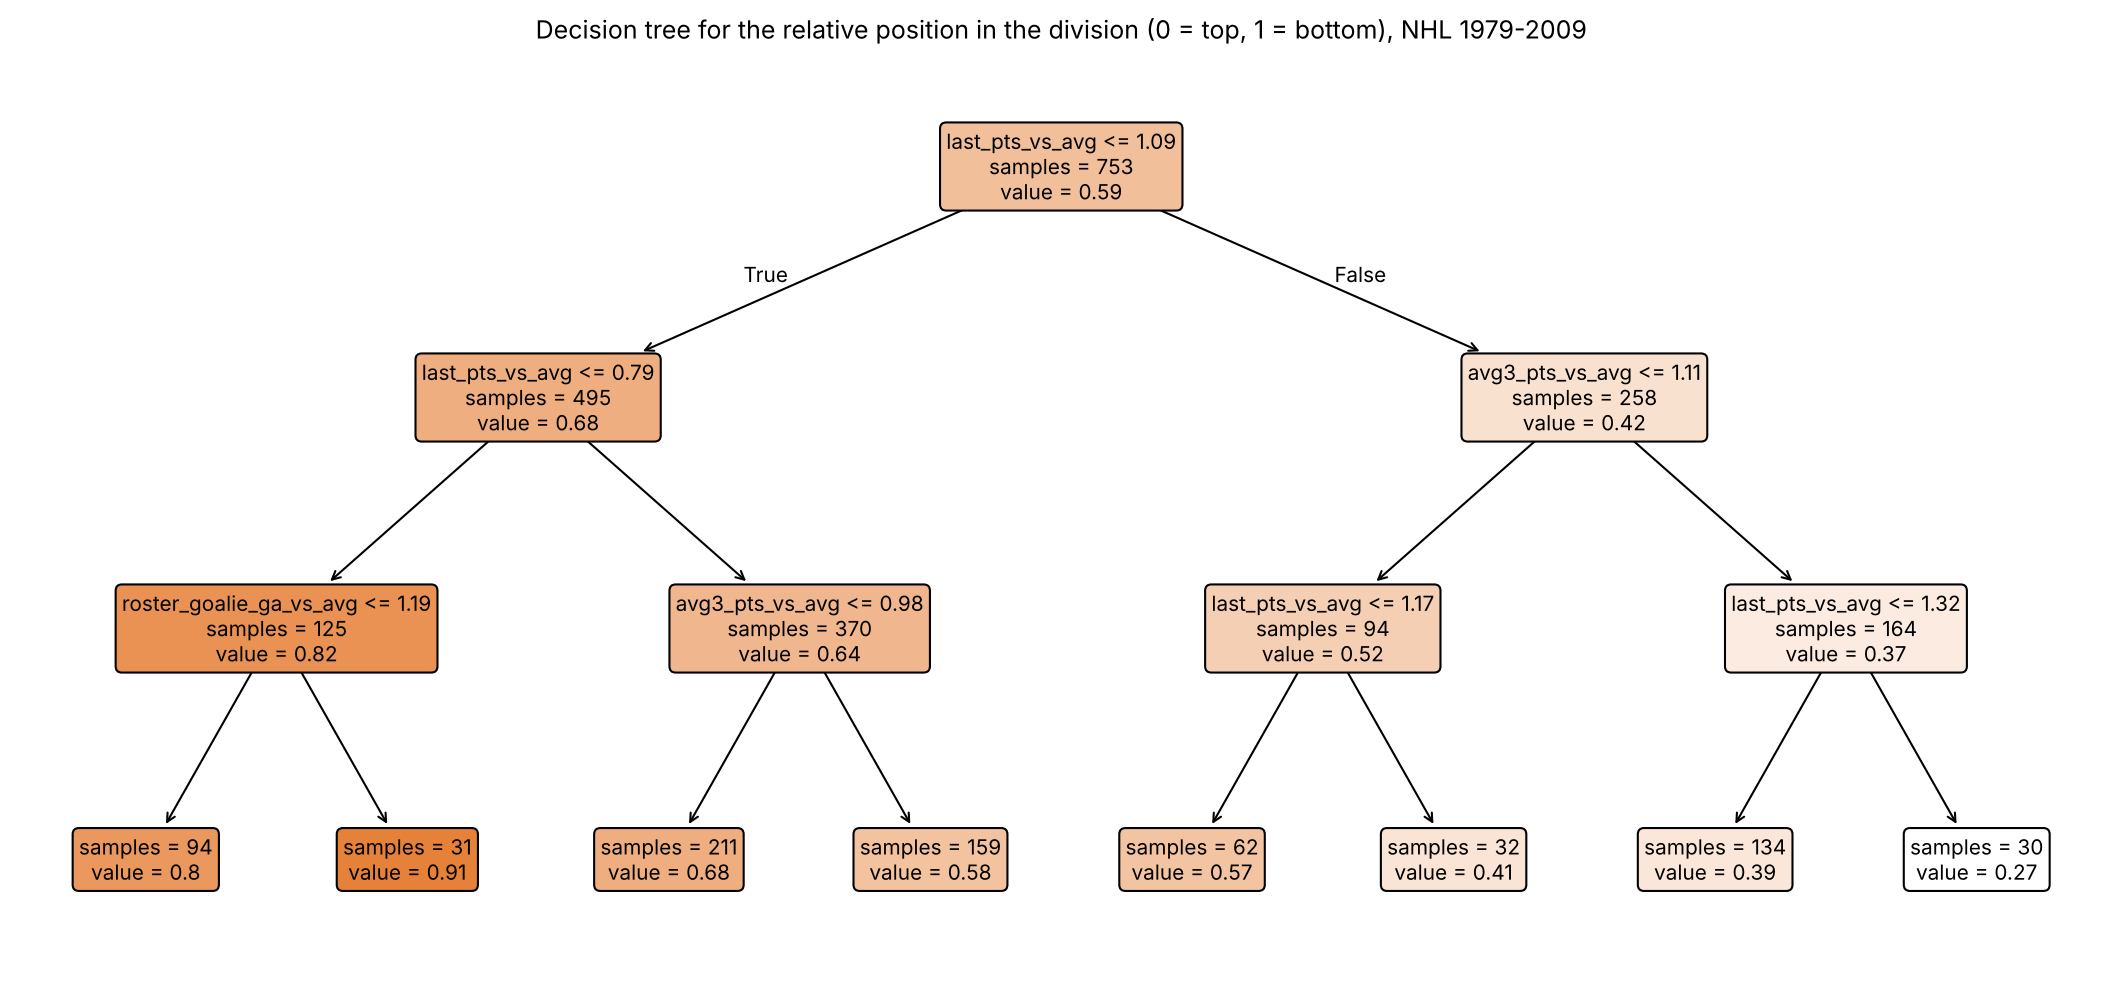 Decision tree for the relative position in the division (0 = top, 1 = bottom), NHL 1979-2009
last_pts_vs_avg <= 1.09
samples = 753
value = 0.59
True
False
last_pts_vs_avg <= 0.79
samples = 495
value = 0.68
avg3_pts_vs_avg <= 1.11
samples = 258
value = 0.42
roster_goalie_ga_vs_avg <= 1.19
samples = 125
value = 0.82
avg3_pts_vs_avg <= 0.98
samples = 370
value = 0.64
last_pts_vs_avg <= 1.17
samples = 94
value = 0.52
last_pts_vs_avg <= 1.32
samples = 164
value = 0.37
samples = 94
value = 0.8
samples = 31
value = 0.91
samples = 211
value = 0.68
samples = 159
value = 0.58
samples = 62
value = 0.57
samples = 32
value = 0.41
samples = 134
value = 0.39
samples = 30
value = 0.27